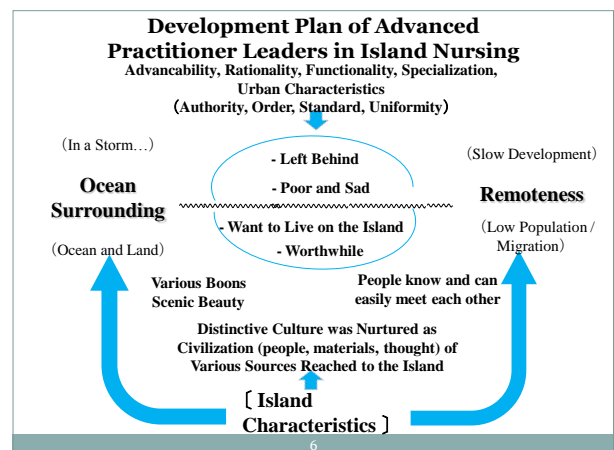 Development Plan of Advanced
Practitioner Leaders in Island Nursing
Advancability, Rationality, Functionality, Specialization,
Urban Characteristics
（Authority, Order, Standard, Uniformity）
（In a Storm…）
Ocean
Surrounding
（Ocean and Land）
- Left Behind
- Poor and Sad
- Want to Live on the Island
- Worthwhile
（Slow Development）
Remoteness
（Low Population /
Migration）
Various Boons
Scenic Beauty
People know and can
easily meet each other
Distinctive Culture was Nurtured as
Civilization (people, materials, thought) of
Various Sources Reached to the Island
〔 Island
Characteristics 〕
6